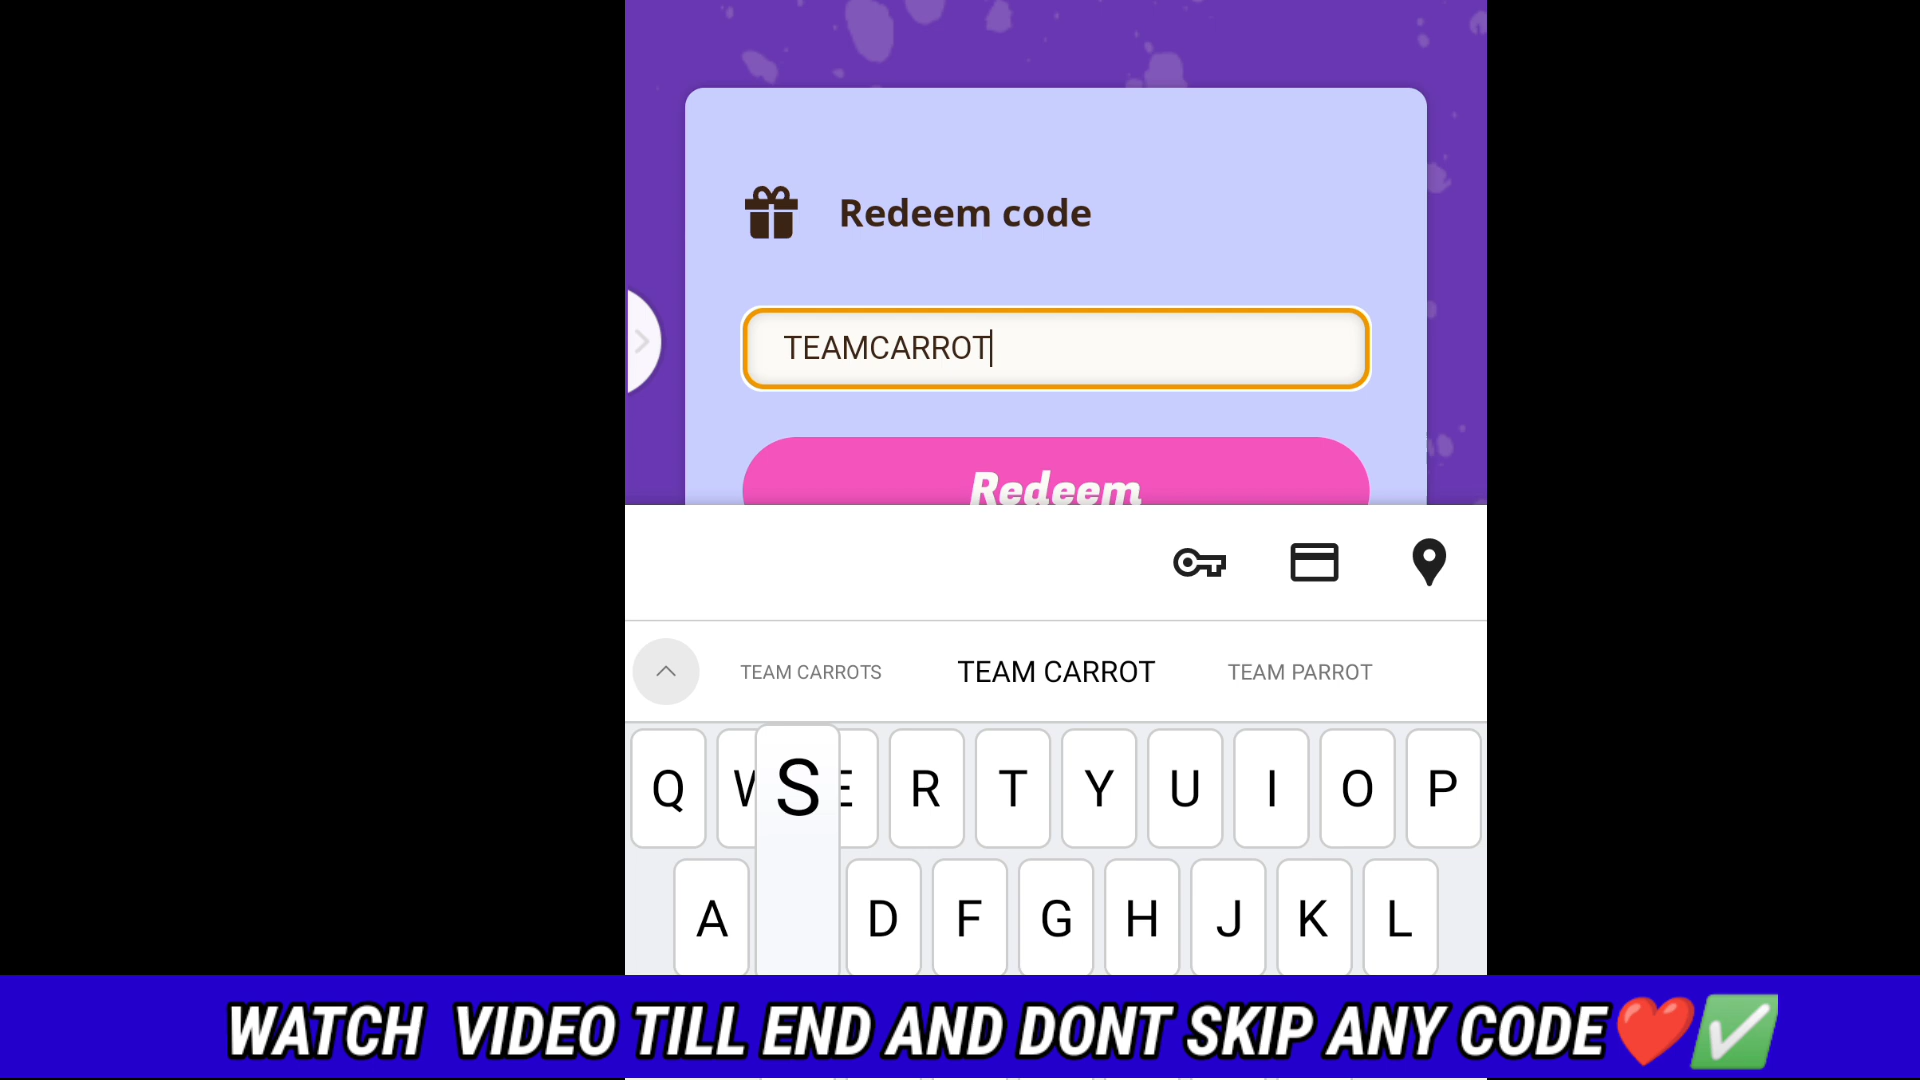 Redeem code
TEAMCARROT
Redeem
TEAM CARROTS TEAM CARROT TEAM PARROT
Q W S E R T Y U I O P
A D F G H J K L
WATCH VIDEO TILL END AND DONT SKIP ANY CODE❤️✅